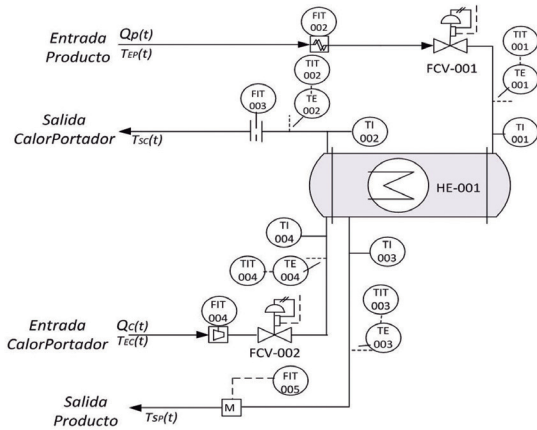 Entrada
Producto
Qp(t)
TEP(t)
FIT
002
FCV-001
TIT
001
TE
001
TI
001
TIT
002
TE
002
FIT
003
Salida
CalorPortador
TSC(t)
TI
002
HE-001
TI
004
TIT
004
TE
004
TI
003
TIT
003
TE
003
FIT
004
Entrada
CalorPortador
Qc(t)
TEC(t)
FCV-002
Salida
Producto
TSP(t)
M
FIT
005